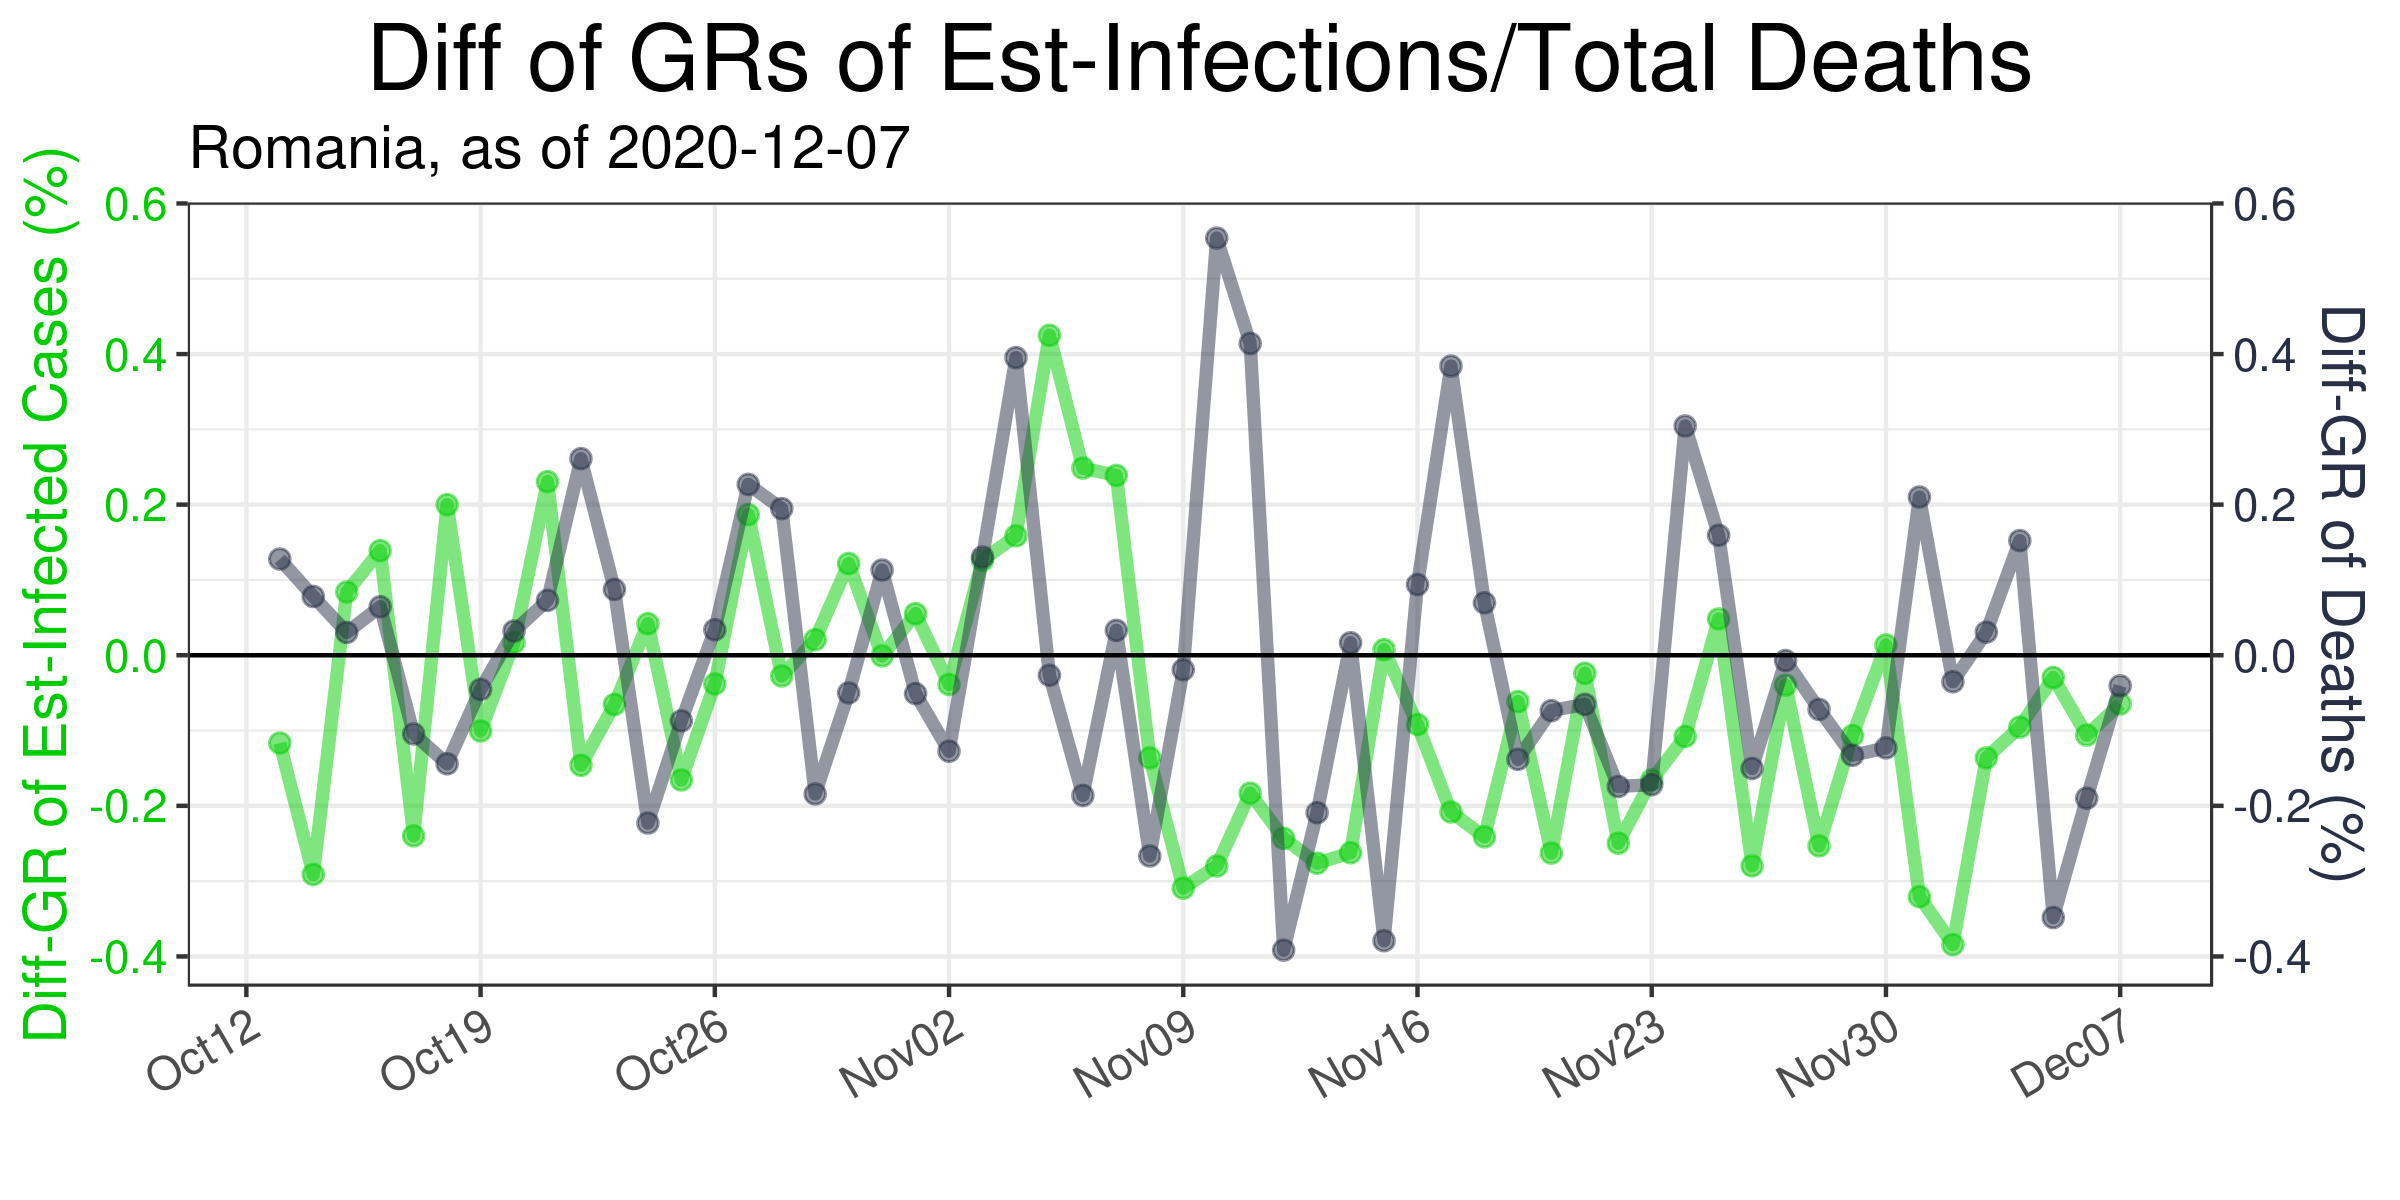 Diff of GRs of Est-Infections/Total Deaths
Romania, as of 2020-12-07
Diff-GR of Est-Infected Cases (%)
0.6
0.4
0.2
0.0
-0.2
-0.4
0.6
0.4
0.2
0.0
-0.2
-0.4
Diff-GR of Deaths (%)
Oct12
Oct19
Oct26
Nov02
Nov09
Nov16
Nov23
Nov30
Dec07